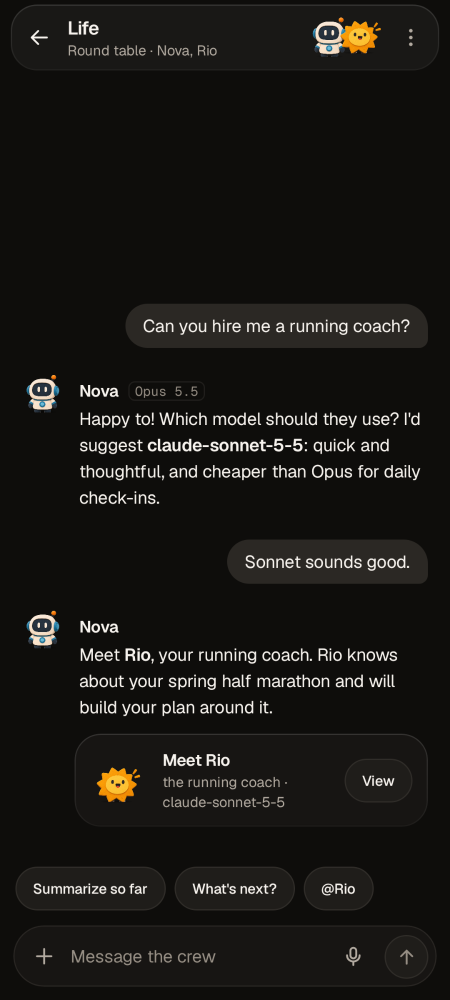 Life
Round table · Nova, Rio
Can you hire me a running coach?
Nova Opus 5.5
Happy to! Which model should they use? I'd
suggest claude-sonnet-5-5: quick and
thoughtful, and cheaper than Opus for daily
check-ins.
Sonnet sounds good.
Nova
Meet Rio, your running coach. Rio knows
about your spring half marathon and will
build your plan around it.
Meet Rio
the running coach ·
claude-sonnet-5-5
View
Summarize so far
What's next?
@Rio
Message the crew